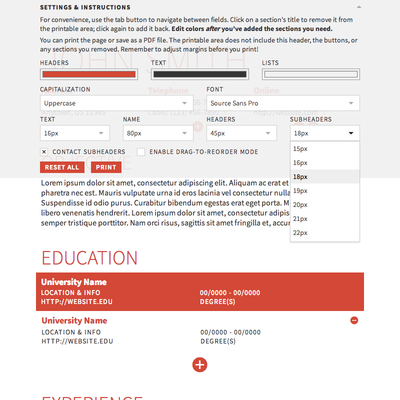 SETTINGS & INSTRUCTIONS
For convenience, use the tab button to navigate between fields. Click on a section's title to remove it from
the printable area; click again to add it back. Edit colors after you've added the sections you need.
You can print the page or save as a PDF file. The printable area does not include this header, the buttons, or
any sections you removed. Remember to adjust margins before you print!
JOHN SMITH
HEADERS TEXT LISTS
CAPITALIZATION FONT
Telephone Online
Uppercase Source Sans Pro
TEXT NAME HEADERS SUBHEADERS
16px 80px 45px 18px
15px
16px
18px
19px
20px
21px
22px
CONTACT SUBHEADERS ENABLE DRAG-TO-REORDER MODE
RESET ALL PRINT
Lorem ipsum dolor sit amet, consectetur adipiscing elit. Aliquam ac erat et
pharetra nec est. Mauris vulputate urna id eros lacinia vel consectetur null
Suspendisse id odio purus. Curabitur bibendum egestas erat eget porta. M
libero venenatis hendrerit. Lorem ipsum dolor sit amet, consectetur adipis
semper tristique porttitor. Nam orci risus, sagittis sit amet fringilla et, accur
EDUCATION
University Name
LOCATION & INFO 00/0000 - 00/0000
HTTP://WEBSITE.EDU DEGREE(S)
University Name
LOCATION & INFO 00/0000 - 00/0000
HTTP://WEBSITE.EDU DEGREE(S)
EXPERIENCE